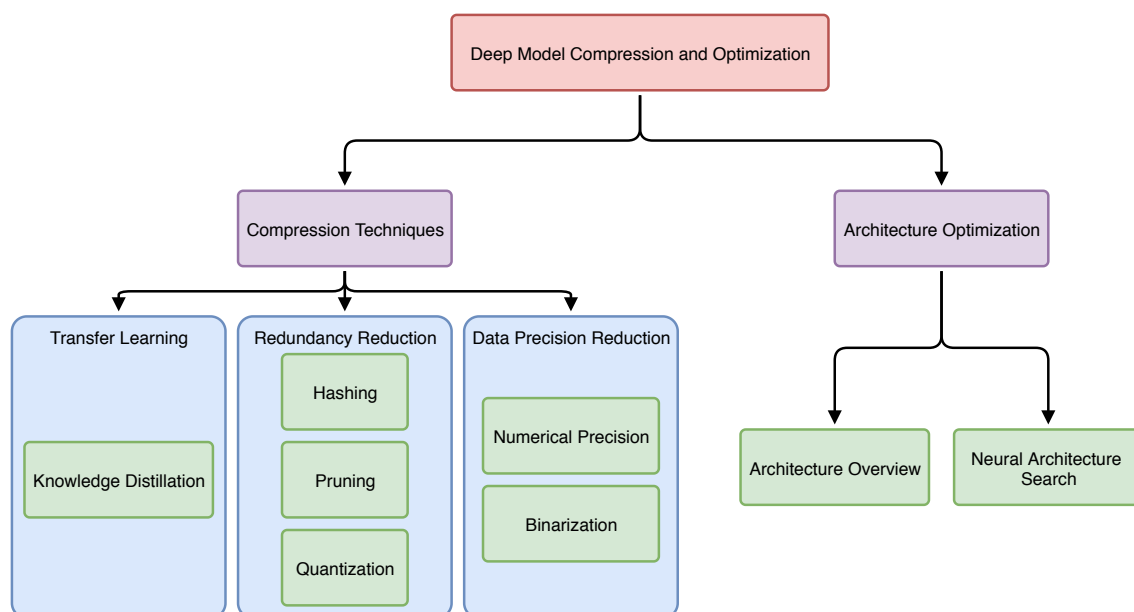 Deep Model Compression and Optimization
Compression Techniques
Architecture Optimization
Transfer Learning
Redundancy Reduction
Data Precision Reduction
Hashing
Numerical Precision
Knowledge Distillation
Pruning
Binarization
Quantization
Architecture Overview
Neural Architecture
Search